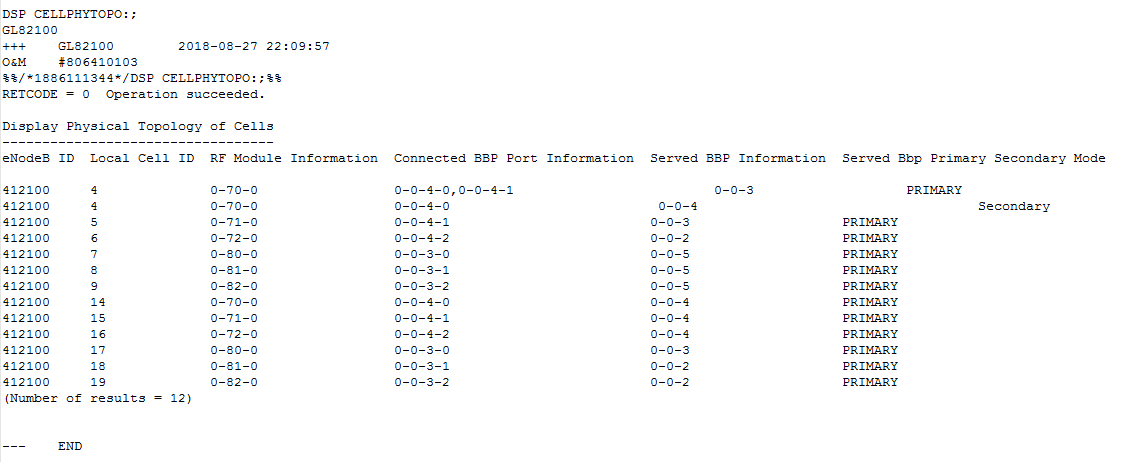 DSP CELLPHYTOPO:;
GL82100
+++    GL82100        2018-08-27 22:09:57
O&M    #806410103
%%/*1886111344*/DSP CELLPHYTOPO:;%%
RETCODE = 0  Operation succeeded.
Display Physical Topology of Cells
----------------------------------
eNodeB ID  Local Cell ID  RF Module Information  Connected BBP Port Information  Served BBP Information  Served Bbp Primary Secondary Mode
412100     4              0-70-0                 0-0-4-0,0-0-4-1                         0-0-3                   PRIMARY
412100     4              0-70-0                 0-0-4-0                          0-0-4                                   Secondary
412100     5              0-71-0                 0-0-4-1                         0-0-3                   PRIMARY
412100     6              0-72-0                 0-0-4-2                         0-0-2                   PRIMARY
412100     7              0-80-0                 0-0-3-0                         0-0-5                   PRIMARY
412100     8              0-81-0                 0-0-3-1                         0-0-5                   PRIMARY
412100     9              0-82-0                 0-0-3-2                         0-0-5                   PRIMARY
412100     14             0-70-0                 0-0-4-0                         0-0-4                   PRIMARY
412100     15             0-71-0                 0-0-4-1                         0-0-4                   PRIMARY
412100     16             0-72-0                 0-0-4-2                         0-0-4                   PRIMARY
412100     17             0-80-0                 0-0-3-0                         0-0-3                   PRIMARY
412100     18             0-81-0                 0-0-3-1                         0-0-2                   PRIMARY
412100     19             0-82-0                 0-0-3-2                         0-0-2                   PRIMARY
(Number of results = 12)
---    END